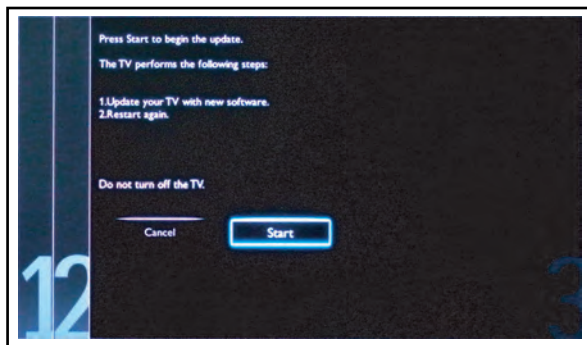 Press Start to begin the update.
The TV performs the following steps:
1.Update your TV with new software.
2.Restart again.
Do not turn off the TV.
Cancel
Start
12
3